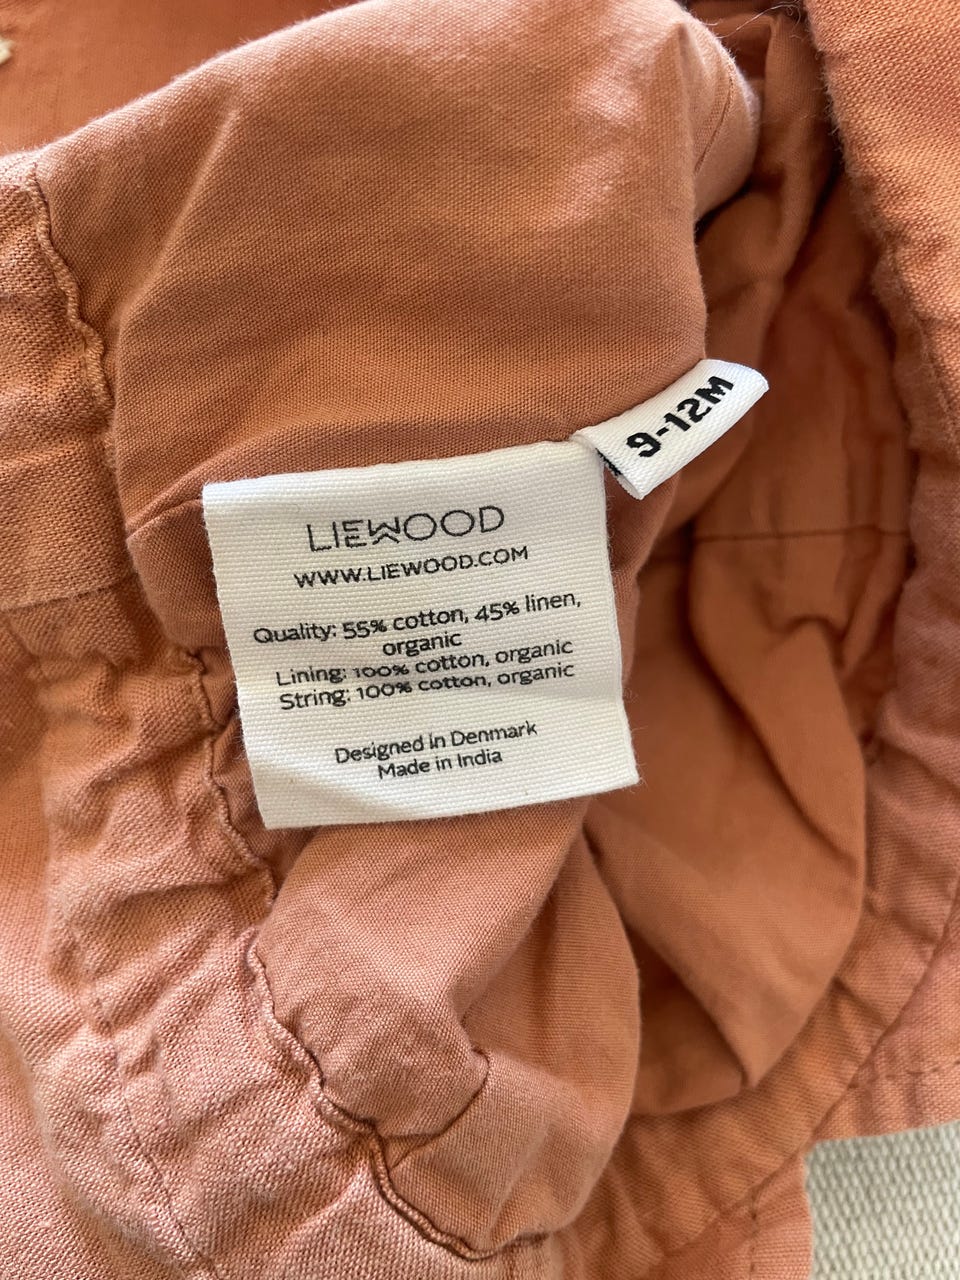 9-12M
LIEWOOD
WWW.LIEWOOD.COM
Quality: 55% cotton, 45% linen,
organic
Lining: 100% cotton, organic
String: 100% cotton, organic
Designed in Denmark
Made in India